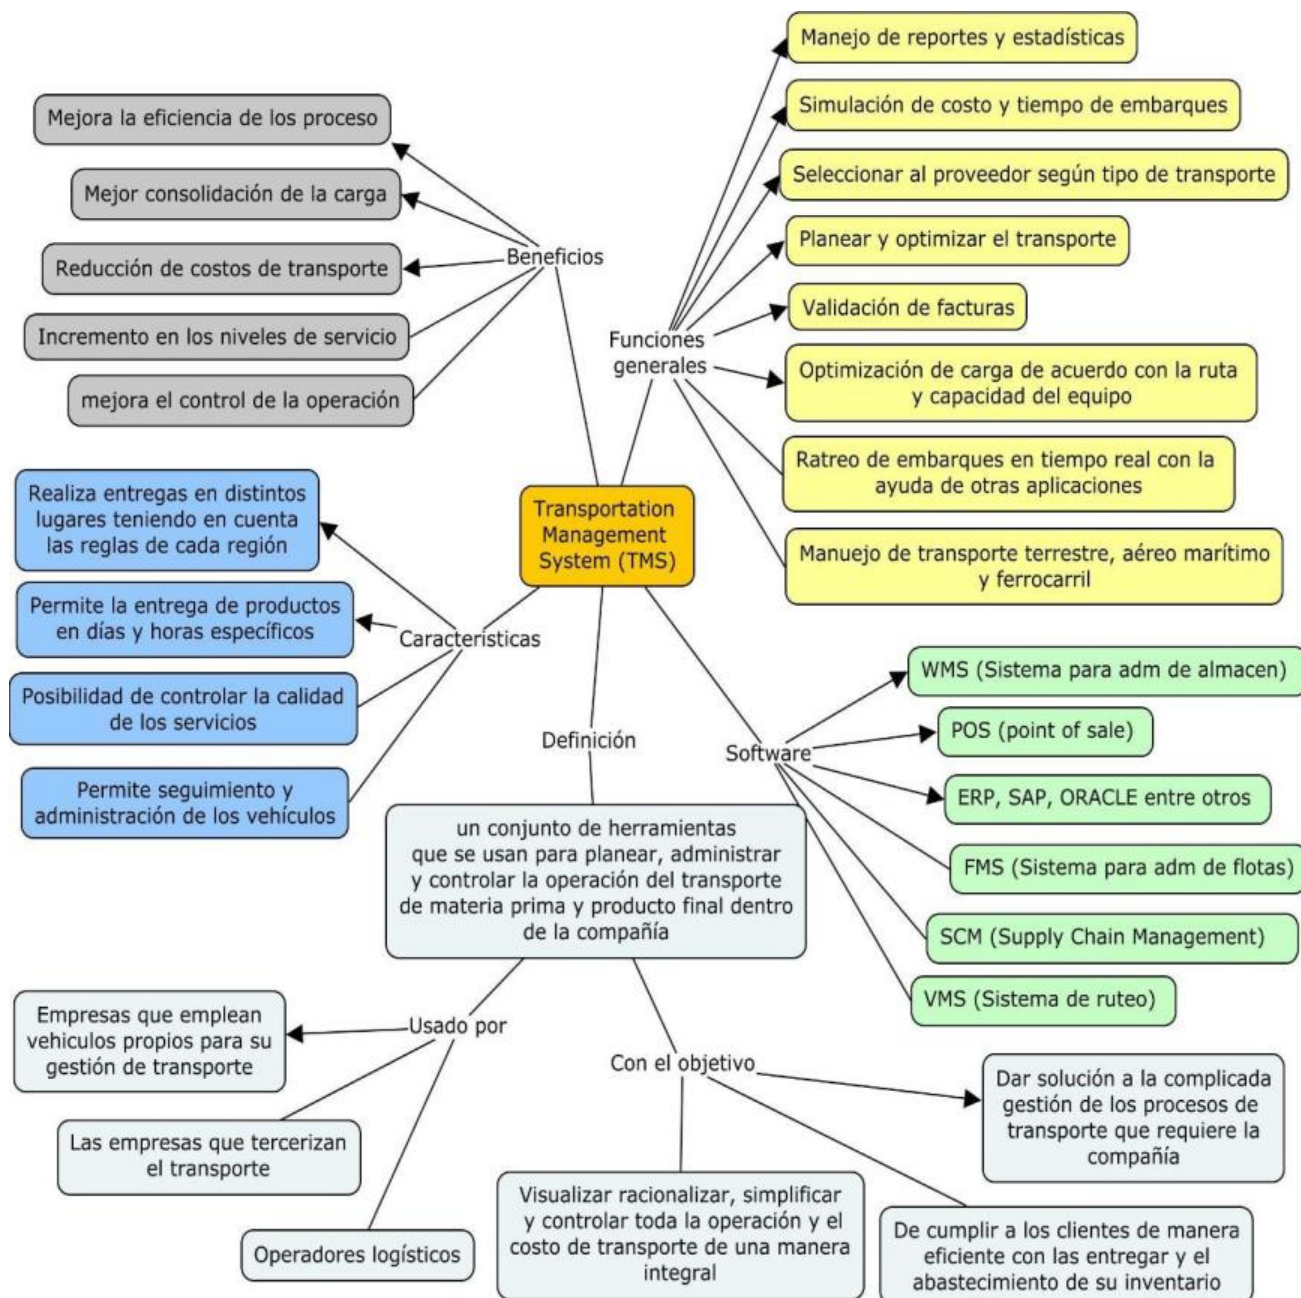 Manejo de reportes y estadísticas
Simulación de costo y tiempo de embarques
Seleccionar al proveedor según tipo de transporte
Planear y optimizar el transporte
Validación de facturas
Optimización de carga de acuerdo con la ruta
y capacidad del equipo
Ratreo de embarques en tiempo real con la
ayuda de otras aplicaciones
Manuejo de transporte terrestre, aéreo marítimo
y ferrocarril
Funciones
generales
Mejora la eficiencia de los proceso
Mejor consolidación de la carga
Reducción de costos de transporte
Incremento en los niveles de servicio
mejora el control de la operación
Beneficios
Transportation
Management
System (TMS)
Realiza entregas en distintos
lugares teniendo en cuenta
las reglas de cada región
Permite la entrega de productos
en días y horas específicos
Posibilidad de controlar la calidad
de los servicios
Permite seguimiento y
administración de los vehículos
Características
Definición
Software
WMS (Sistema para adm de almacen)
POS (point of sale)
ERP, SAP, ORACLE entre otros
FMS (Sistema para adm de flotas)
SCM (Supply Chain Management)
VMS (Sistema de ruteo)
un conjunto de herramientas
que se usan para planear, administrar
y controlar la operación del transporte
de materia prima y producto final dentro
de la compañía
Usado por
Empresas que emplean
vehiculos propios para su
gestión de transporte
Las empresas que tercerizan
el transporte
Operadores logísticos
Con el objetivo
Visualizar racionalizar, simplificar
y controlar toda la operación y el
costo de transporte de una manera
integral
De cumplir a los clientes de manera
eficiente con las entregar y el
abastecimiento de su inventario
Dar solución a la complicada
gestión de los procesos de
transporte que requiere la
compañía